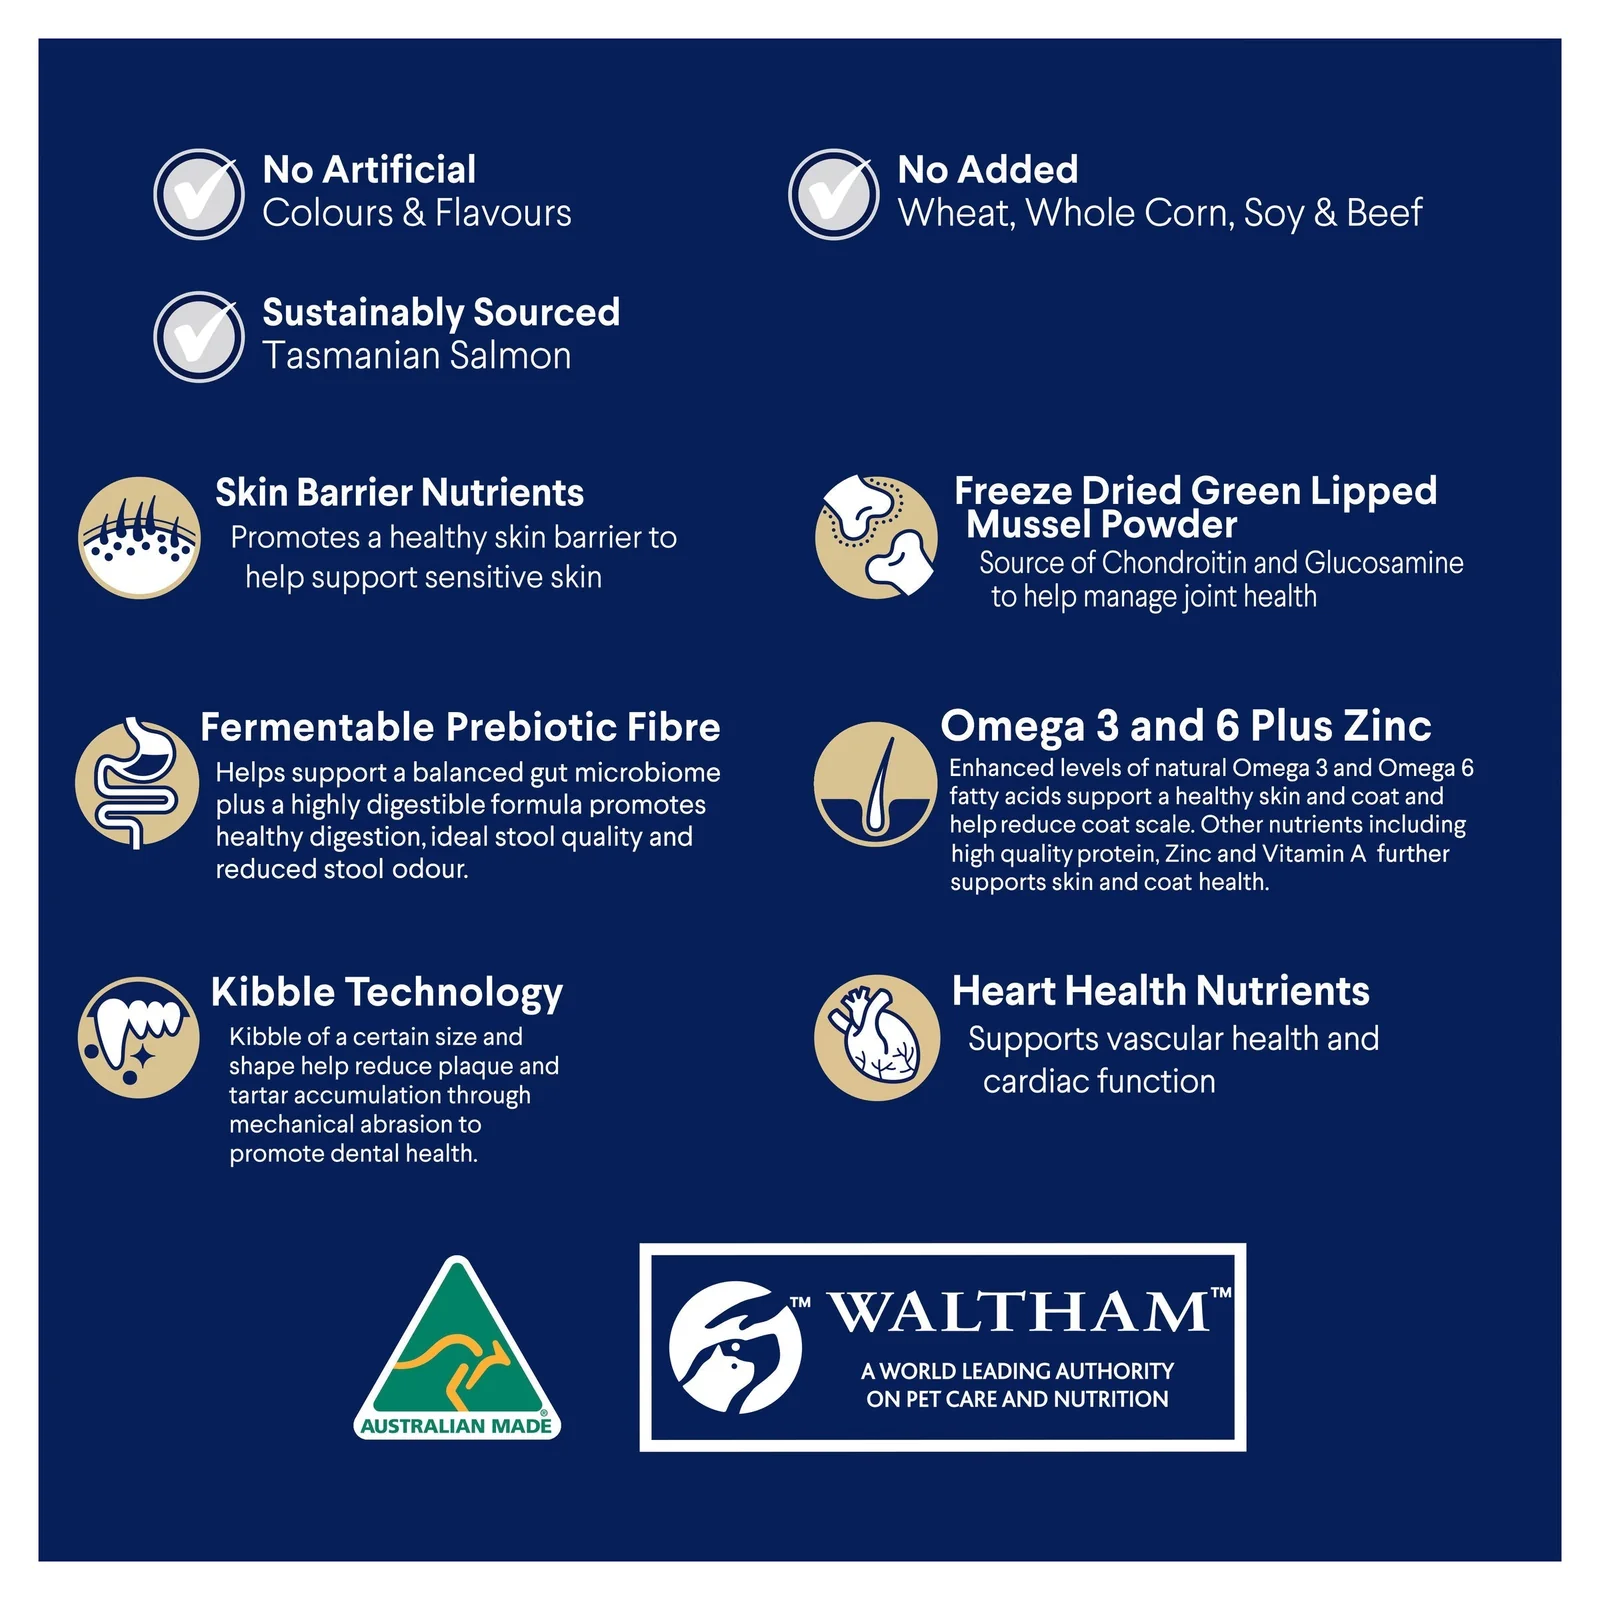 No Artificial
Colours & Flavours
No Added
Wheat, Whole Corn, Soy & Beef
Sustainably Sourced
Tasmanian Salmon
Skin Barrier Nutrients
Promotes a healthy skin barrier to
help support sensitive skin
Freeze Dried Green Lipped
Mussel Powder
Source of Chondroitin and Glucosamine
to help manage joint health
Fermentable Prebiotic Fibre
Helps support a balanced gut microbiome
plus a highly digestible formula promotes
healthy digestion, ideal stool quality and
reduced stool odour.
Omega 3 and 6 Plus Zinc
Enhanced levels of natural Omega 3 and Omega 6
fatty acids support a healthy skin and coat and
help reduce coat scale. Other nutrients including
high quality protein, Zinc and Vitamin A further
supports skin and coat health.
Kibble Technology
Kibble of a certain size and
shape help reduce plaque and
tartar accumulation through
mechanical abrasion to
promote dental health.
Heart Health Nutrients
Supports vascular health and
cardiac function
AUSTRALIAN MADE®
™ WALTHAM™
A WORLD LEADING AUTHORITY
ON PET CARE AND NUTRITION